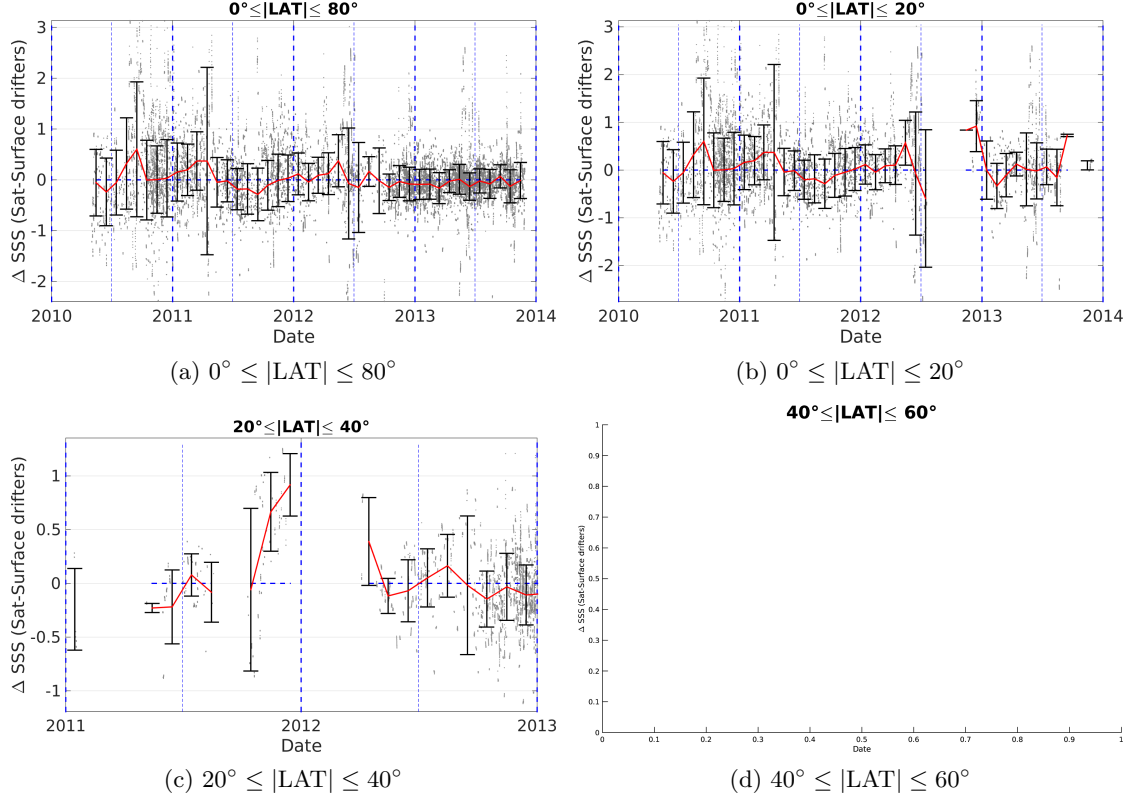 0°≤|LAT|≤ 80°
Δ SSS (Sat-Surface drifters)
3
2
1
0
-1
-2
2010 2011 2012 2013 2014
Date
(a) 0° ≤ |LAT| ≤ 80°
0°≤|LAT|≤ 20°
Δ SSS (Sat-Surface drifters)
3
2
1
0
-1
-2
2010 2011 2012 2013 2014
Date
(b) 0° ≤ |LAT| ≤ 20°
20°≤|LAT|≤ 40°
Δ SSS (Sat-Surface drifters)
1
0.5
0
-0.5
-1
2011 2012 2013
Date
(c) 20° ≤ |LAT| ≤ 40°
40°≤|LAT|≤ 60°
Δ SSS (Sat-Surface drifters)
1
0.9
0.8
0.7
0.6
0.5
0.4
0.3
0.2
0.1
0
0 0.1 0.2 0.3 0.4 0.5 0.6 0.7 0.8 0.9 1
Date
(d) 40° ≤ |LAT| ≤ 60°